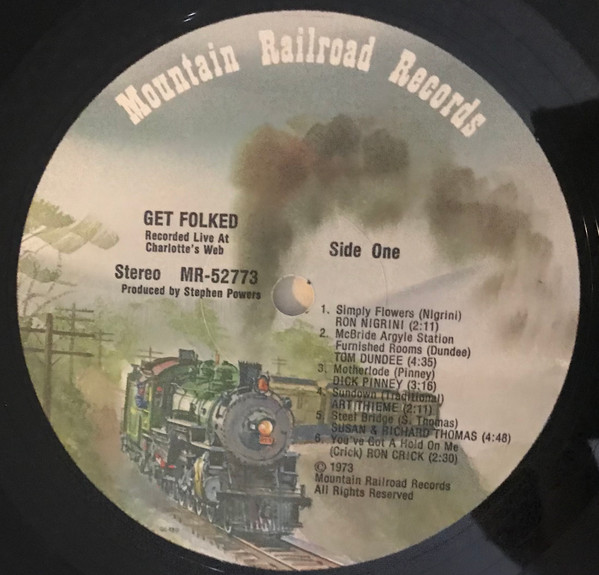 Mountain Railroad Records
GET FOLKED
Recorded Live At
Charlotte's Web
Stereo MR-52773
Produced by Stephen Powers
Side One
1. Simply Flowers (Nigrini)
RON NIGRINI (2:11)
2. McBride Argyle Station
Furnished Rooms (Dundee)
TOM DUNDEE (4:35)
3. Motherlode (Pinney)
DICK PINNEY (3:16)
4. Sundown (Traditional)
ART THIEME (2:11)
5. Steel Bridge (S. Thomas)
SUSAN & RICHARD THOMAS (4:48)
6. You've Got A Hold On Me
(Crick) RON CRICK (2:30)
© 1973
Mountain Railroad Records
All Rights Reserved